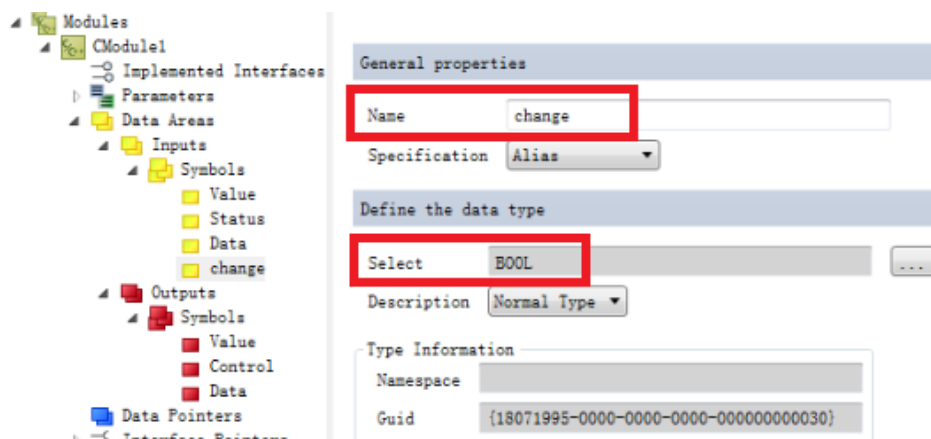 Modules
CModule1
Implemented Interfaces
Parameters
Data Areas
Inputs
Symbols
Value
Status
Data
change
Outputs
Symbols
Value
Control
Data
Data Pointers
Interface Pointers
General properties
Name change
Specification Alias
Define the data type
Select BOOL ...
Description Normal Type
Type Information
Namespace
Guid {18071995-0000-0000-0000-000000000030}